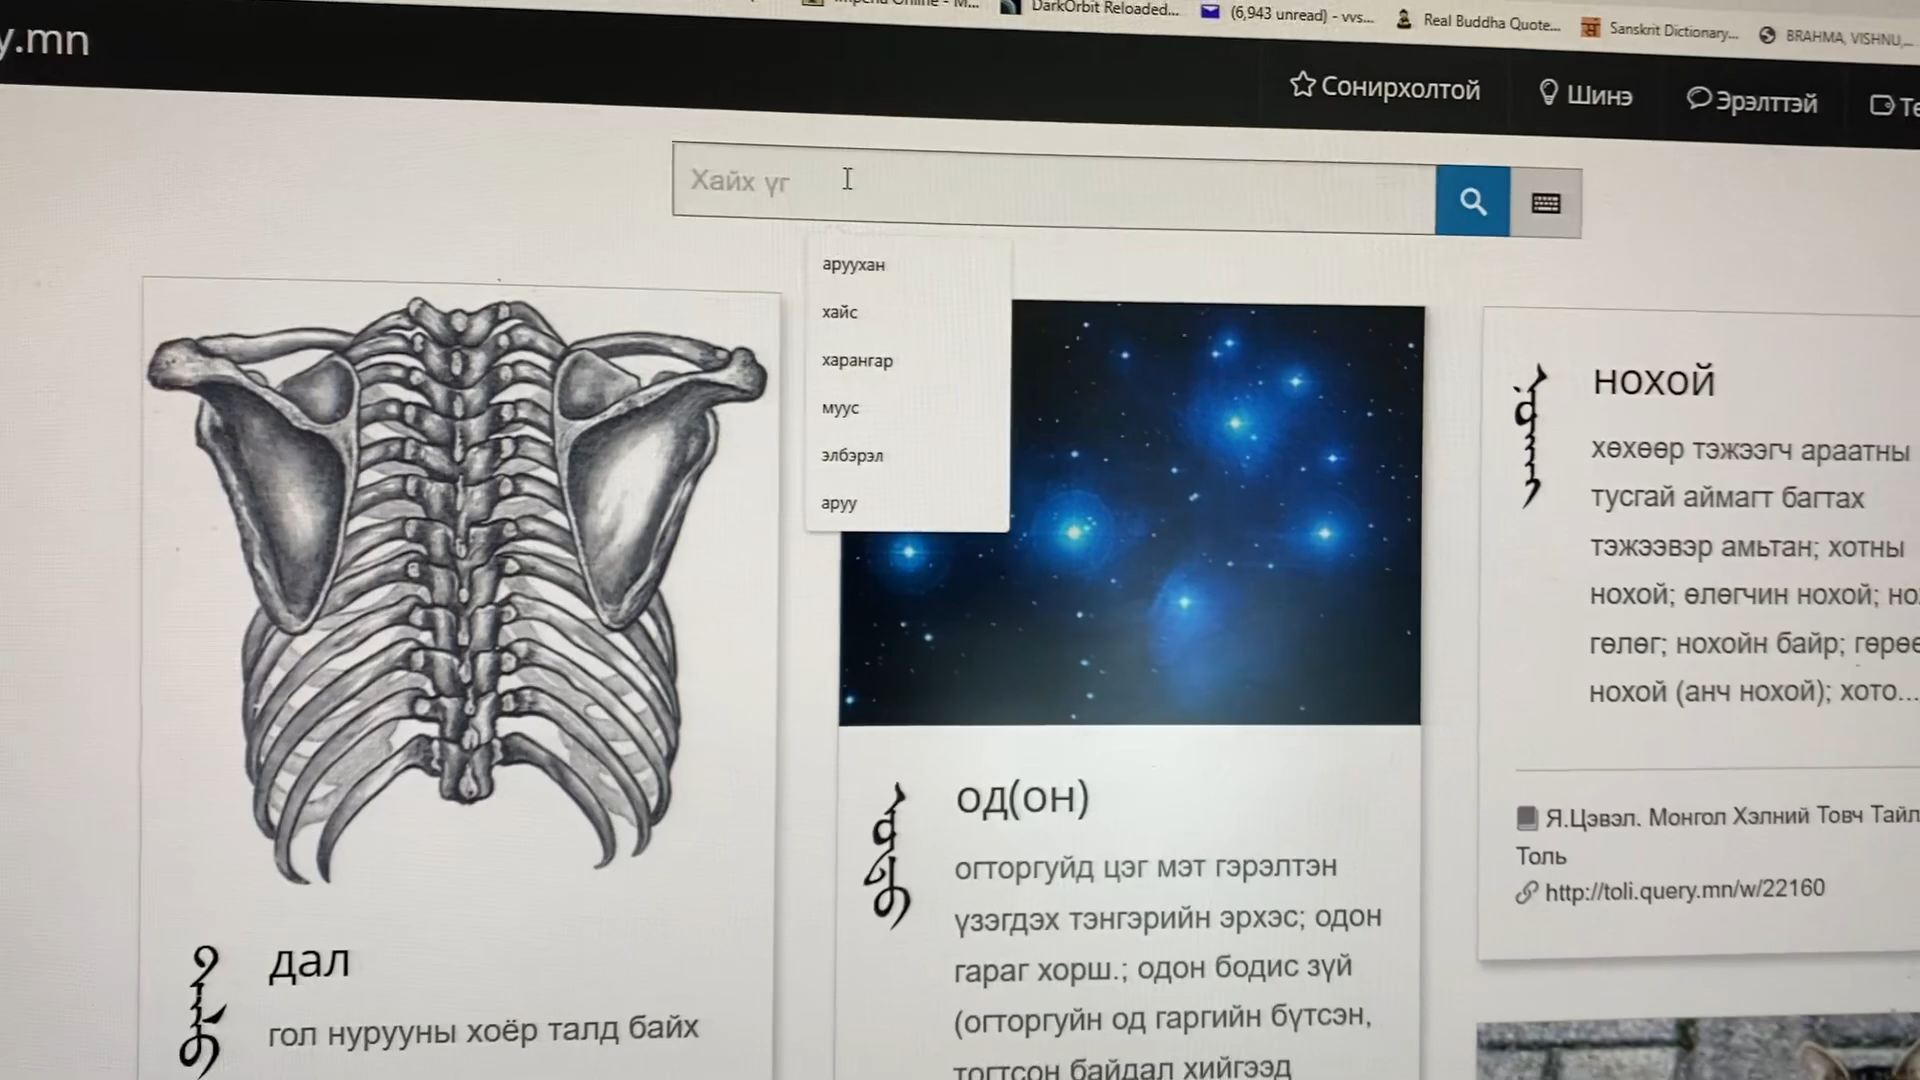 DarkOrbit Reloaded...
(6,943 unread) - vvs...
Real Buddha Quote...
Sanskrit Dictionary...
BRAHMA, VISHNU,...
y.mn
Сонирхолтой
Шинэ
Эрэлттэй
Хайх үг
аруухан
хайс
харангар
муус
элбэрэл
аруу
дал
гол нурууны хоёр талд байх
од(он)
огторгуйд цэг мэт гэрэлтэн
үзэгдэх тэнгэрийн эрхэс; одон
гараг хорш.; одон бодис зүй
(огторгуйн од гаргийн бүтсэн,
тогтсон байдал хийгээд
нохой
хөхөөр тэжээгч араатны
тусгай аймагт багтах
тэжээвэр амьтан; хотны
нохой; өлөгчин нохой; но
гөлөг; нохойн байр; гөрөө
нохой (анч нохой); хото...
Я.Цэвэл. Монгол Хэлний Товч Тайл
Толь
http://toli.query.mn/w/22160